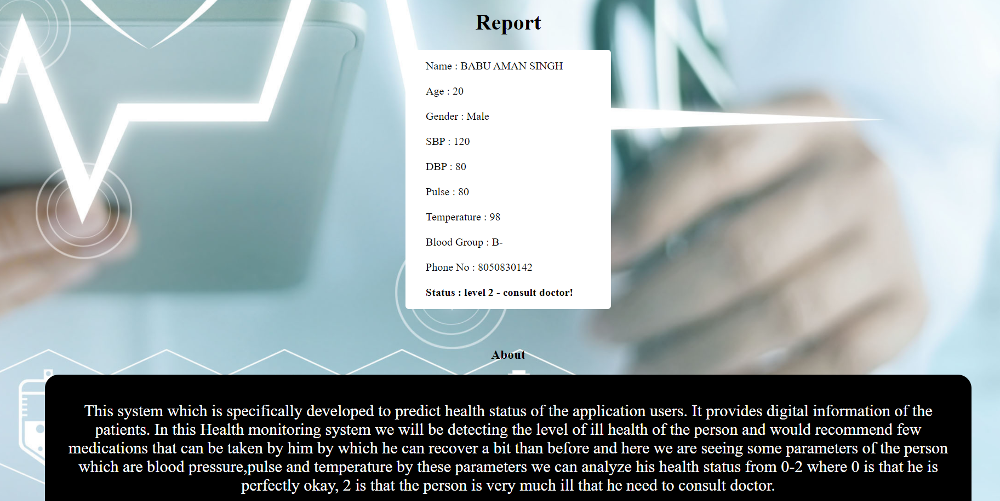 Report
Name : BABU AMAN SINGH
Age : 20
Gender : Male
SBP : 120
DBP : 80
Pulse : 80
Temperature : 98
Blood Group : B-
Phone No : 8050830142
Status : level 2 - consult doctor!
About
This system which is specifically developed to predict health status of the application users. It provides digital information of the
patients. In this Health monitoring system we will be detecting the level of ill health of the person and would recommend few
medications that can be taken by him by which he can recover a bit than before and here we are seeing some parameters of the person
which are blood pressure,pulse and temperature by these parameters we can analyze his health status from 0-2 where 0 is that he is
perfectly okay, 2 is that the person is very much ill that he need to consult doctor.